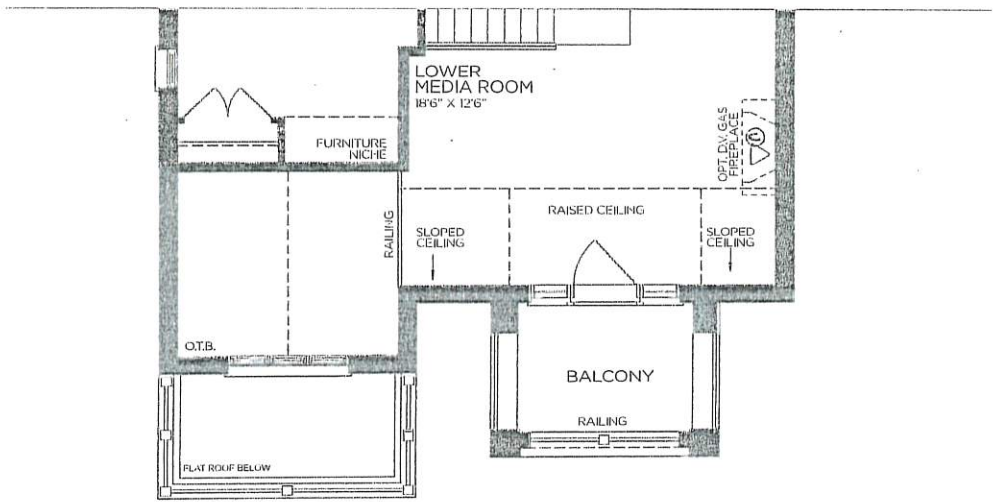 LOWER
MEDIA ROOM
18'6" X 12'6"
FURNITURE
NICHE
OPT. D.V. GAS
FIREPLACE
RAILING
SLOPED
CEILING
RAISED CEILING
SLOPED
CEILING
O.T.B.
BALCONY
RAILING
FLAT ROOF BELOW